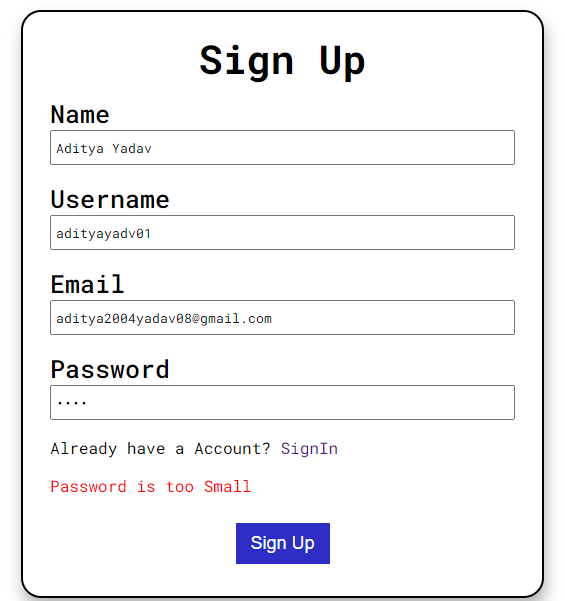 Sign Up
Name
Aditya Yadav
Username
adityayadv01
Email
aditya2004yadav08@gmail.com
Password
····
Already have a Account? SignIn
Password is too Small
Sign Up